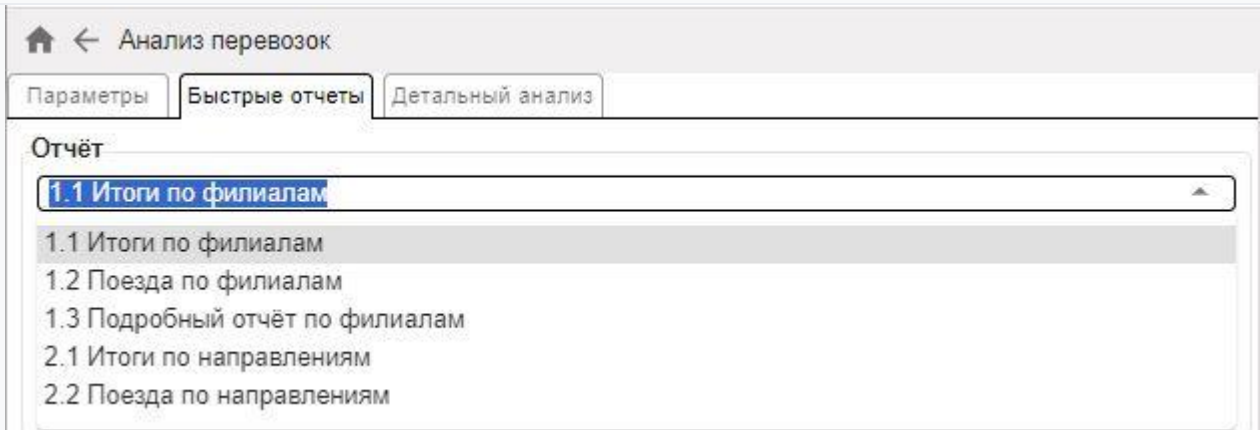 Анализ перевозок
Параметры Быстрые отчеты Детальный анализ
Отчёт
1.1 Итоги по филиалам
1.1 Итоги по филиалам
1.2 Поезда по филиалам
1.3 Подробный отчёт по филиалам
2.1 Итоги по направлениям
2.2 Поезда по направлениям